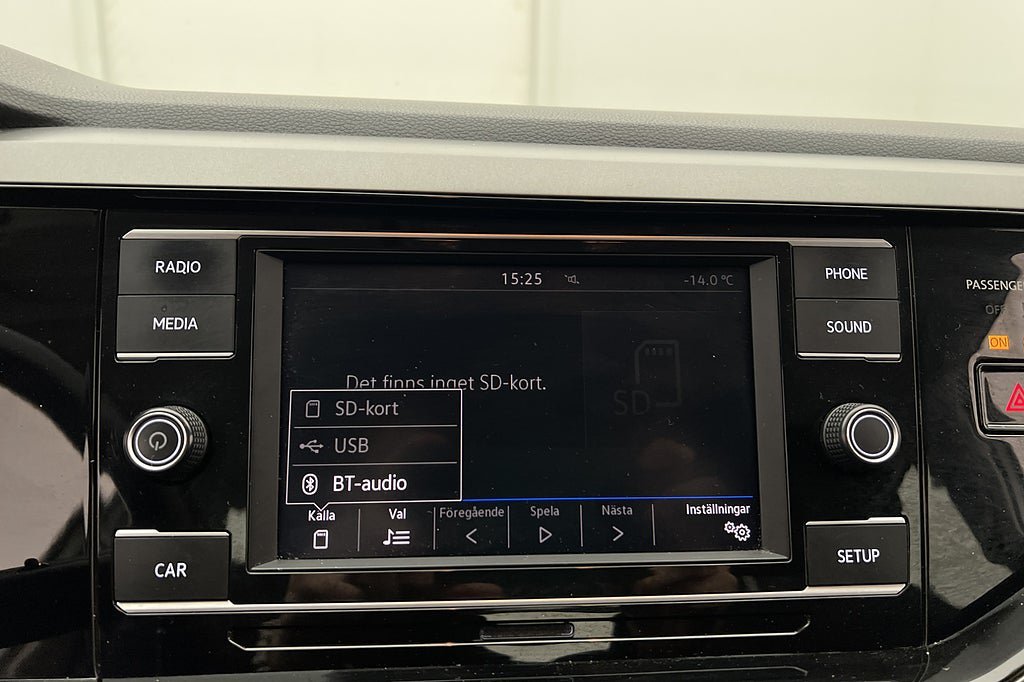 RADIO
MEDIA
CAR
15:25
-14.0 °C
Det finns inget SD-kort.
SD
SD-kort
USB
BT-audio
Källa
Val
Föregående
Spela
Nästa
Inställningar
PHONE
SOUND
SETUP
PASSENGE
OFF
ON